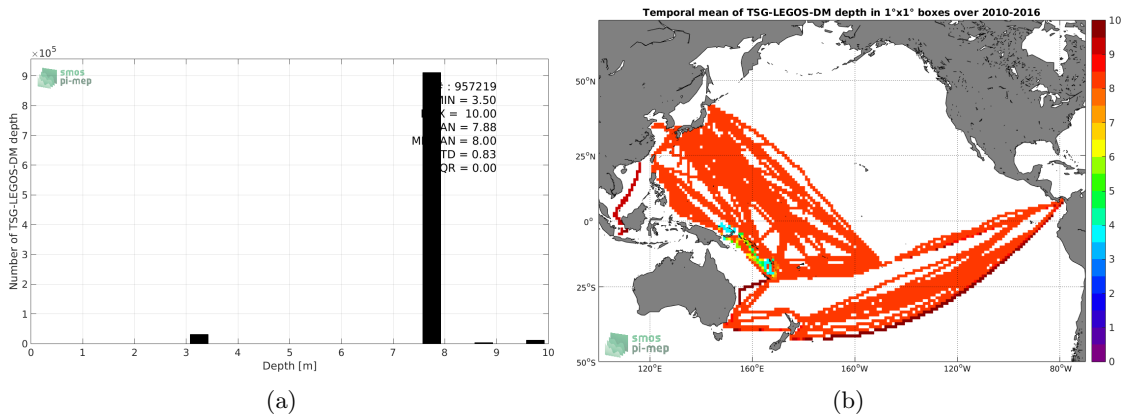 ×10⁵
smos
pi-mep
: 957219
MIN = 3.50
= 10.00
= 7.88
= 8.00
= 0.83
= 0.00
9
8
7
6
5
4
3
2
1
0
Number of TSG-LEGOS-DM depth
0 1 2 3 4 5 6 7 8 9 10
Depth [m]
(a)
Temporal mean of TSG-LEGOS-DM depth in 1°x1° boxes over 2010-2016
50°N
25°N
0°
25°S
50°S
120°E
160°E
160°W
120°W
80°W
smos
pi-mep
10
9
8
7
6
5
4
3
2
1
0
(b)